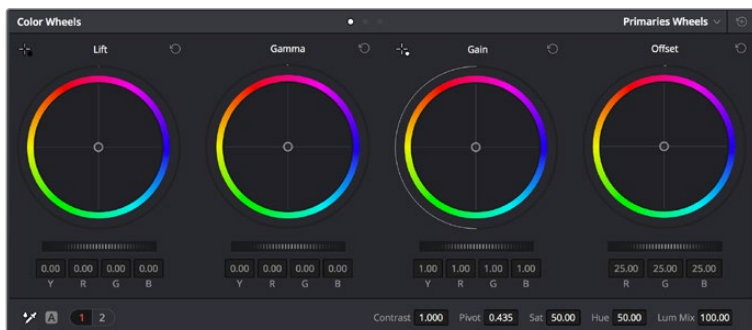 Color Wheels Primaries Wheels
Lift Gamma Gain Offset
0.00 0.00 0.00 0.00 0.00 0.00 0.00 0.00 1.00 1.00 1.00 1.00 25.00 25.00 25.00
Y R G B Y R G B Y R G B R G B
A 1 2 Contrast 1.000 Pivot 0.435 Sat 50.00 Hue 50.00 Lum Mix 100.00